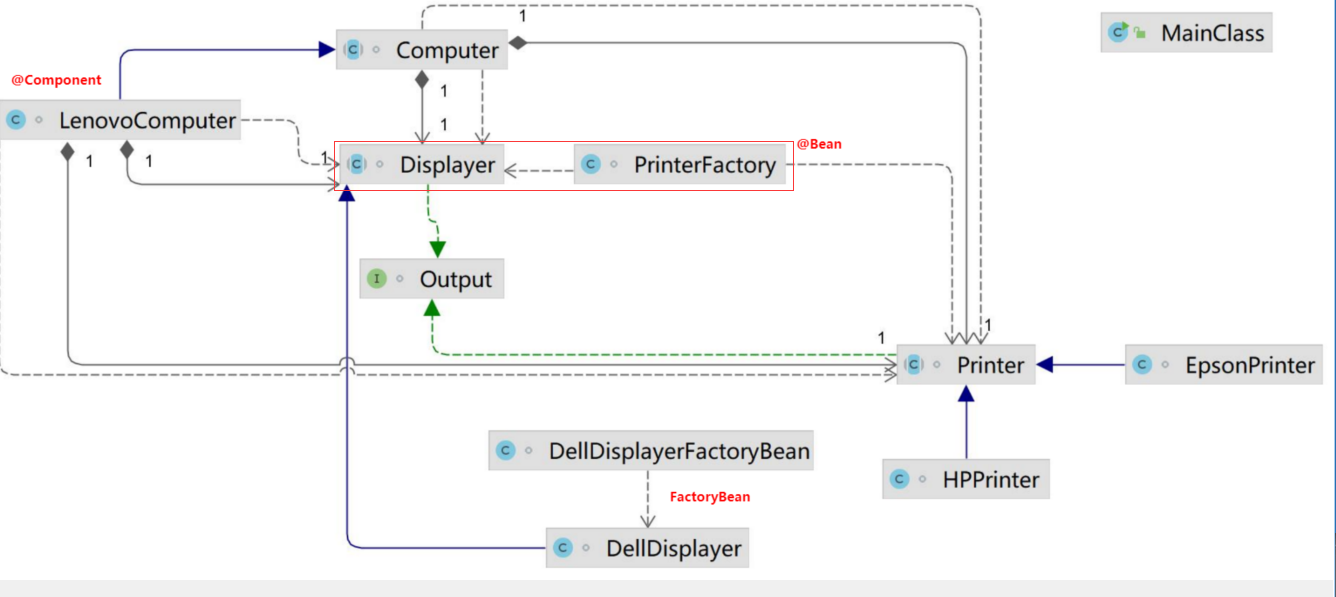 1
Computer
C
MainClass
C
@Component
1
C
LenovoComputer
1
@Bean
1
1
1
C
Displayer
C
PrinterFactory
I
Output
1
1
C
Printer
C
EpsonPrinter
C
DellDisplayerFactoryBean
C
HPPrinter
FactoryBean
C
DellDisplayer